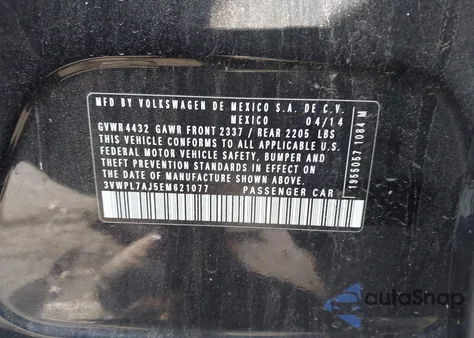 MFD BY VOLKSWAGEN DE MEXICO S.A. DE C.V.
MEXICO 04/14
GVWR 4432 GAWR FRONT 2337 / REAR 2205 LBS
THIS VEHICLE CONFORMS TO ALL APPLICABLE U.S.
FEDERAL MOTOR VEHICLE SAFETY, BUMPER AND
THEFT PREVENTION STANDARDS IN EFFECT ON
THE DATE OF MANUFACTURE SHOWN ABOVE.
3VWPL7AJ5EM621077 PASSENGER CAR
1955057 1084 M
autoSnap